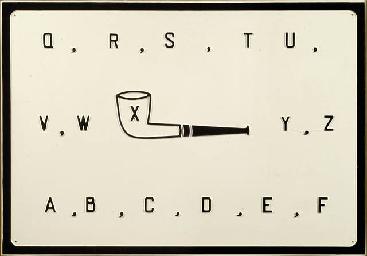 Q , R , S , T U ,
V , W X Y , Z
A , B , C , D , E , F